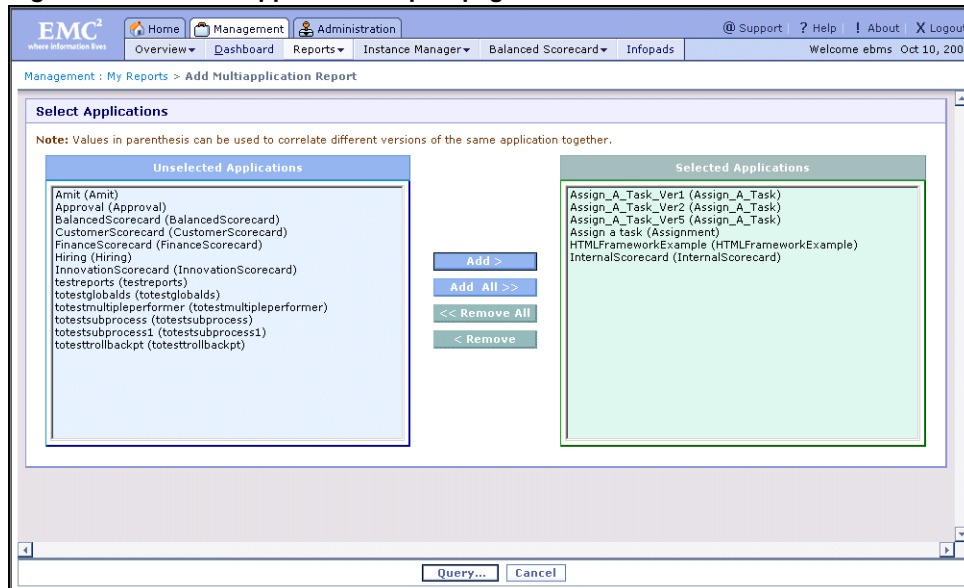 EMC²
where information lives
Home
Management
Administration
@ Support
? Help
! About
X Logout
Overview
Dashboard
Reports
Instance Manager
Balanced Scorecard
Infopads
Welcome ebms Oct 10, 200
Management : My Reports > Add Multiapplication Report
Select Applications
Note: Values in parenthesis can be used to correlate different versions of the same application together.
Unselected Applications
Amit (Amit)
Approval (Approval)
BalancedScorecard (BalancedScorecard)
CustomerScorecard (CustomerScorecard)
FinanceScorecard (FinanceScorecard)
Hiring (Hiring)
InnovationScorecard (InnovationScorecard)
testreports (testreports)
totestglobalds (totestglobalds)
totestmultipleperformer (totestmultipleperformer)
totestsubprocess (totestsubprocess)
totestsubprocess1 (totestsubprocess1)
totesttrollbackpt (totesttrollbackpt)
Add >
Add All >>
<< Remove All
< Remove
Selected Applications
Assign_A_Task_Ver1 (Assign_A_Task)
Assign_A_Task_Ver2 (Assign_A_Task)
Assign_A_Task_Ver5 (Assign_A_Task)
Assign a task (Assignment)
HTMLFrameworkExample (HTMLFrameworkExample)
InternalScorecard (InternalScorecard)
Query...
Cancel